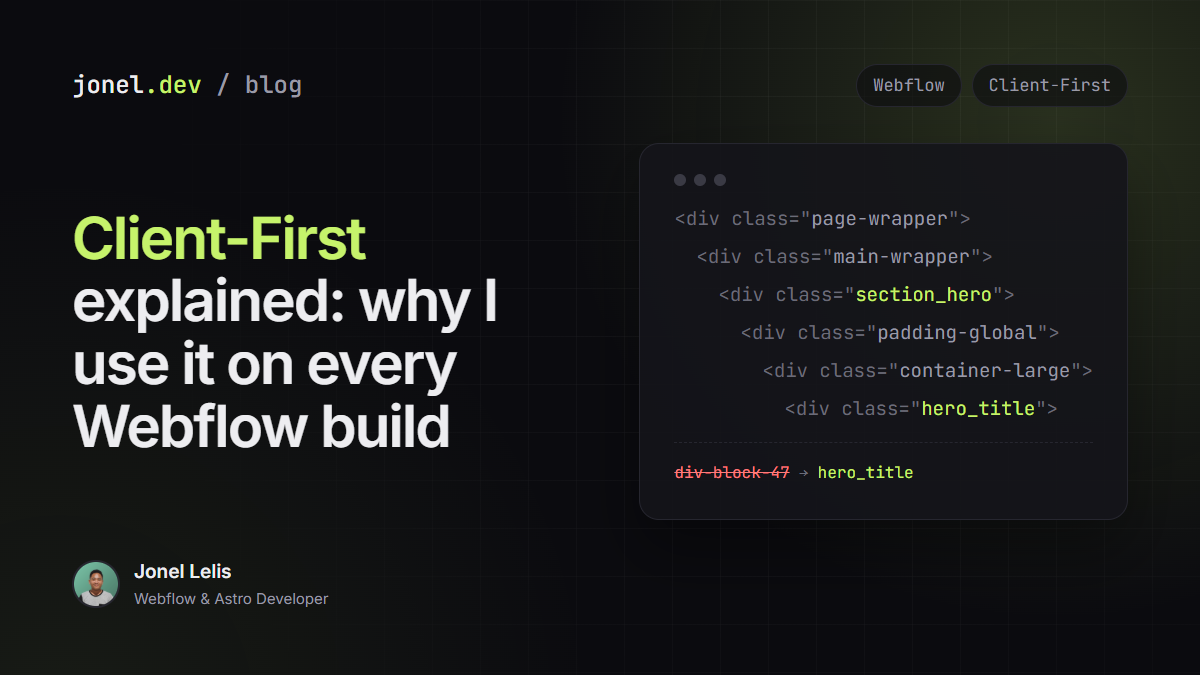 jonel.dev / blog
Webflow
Client-First
Client-First
explained: why I
use it on every
Webflow build
<div class="page-wrapper">
<div class="main-wrapper">
<div class="section_hero">
<div class="padding-global">
<div class="container-large">
<div class="hero_title">
div-block-47 → hero_title
Jonel Lelis
Webflow & Astro Developer